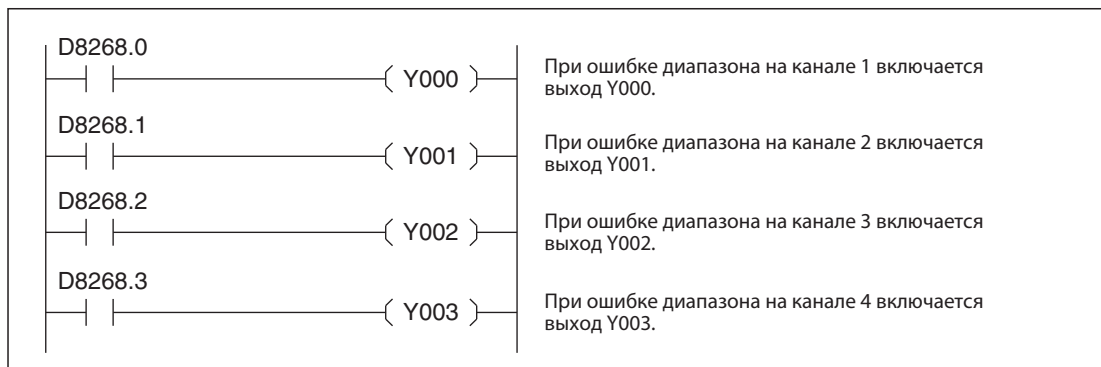 D8268.0
Y000
При ошибке диапазона на канале 1 включается
выход Y000.
D8268.1
Y001
При ошибке диапазона на канале 2 включается
выход Y001.
D8268.2
Y002
При ошибке диапазона на канале 3 включается
выход Y002.
D8268.3
Y003
При ошибке диапазона на канале 4 включается
выход Y003.